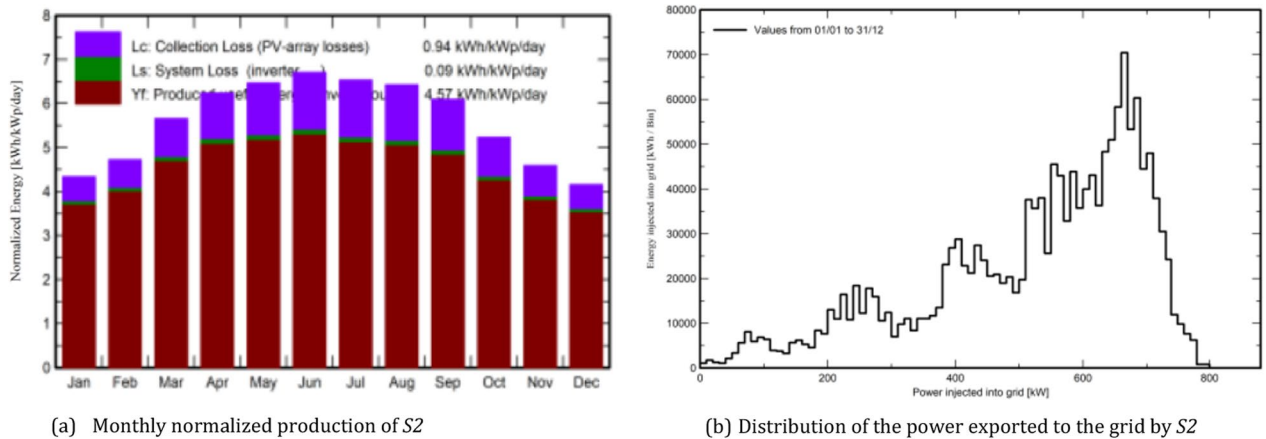 8
7
6
5
4
3
2
1
0
Normalized Energy [kWh/kWp/day]
Lc: Collection Loss (PV-array losses) 0.94 kWh/kWp/day
Ls: System Loss (inverter, ...) 0.09 kWh/kWp/day
Yf: 4.57 kWh/kWp/day
Jan Feb Mar Apr May Jun Jul Aug Sep Oct Nov Dec
(a) Monthly normalized production of S2
80000
70000
60000
50000
40000
30000
20000
10000
0
Energy injected into grid [kWh / Bin]
Values from 01/01 to 31/12
0 200 400 600 800
Power injected into grid [kW]
(b) Distribution of the power exported to the grid by S2